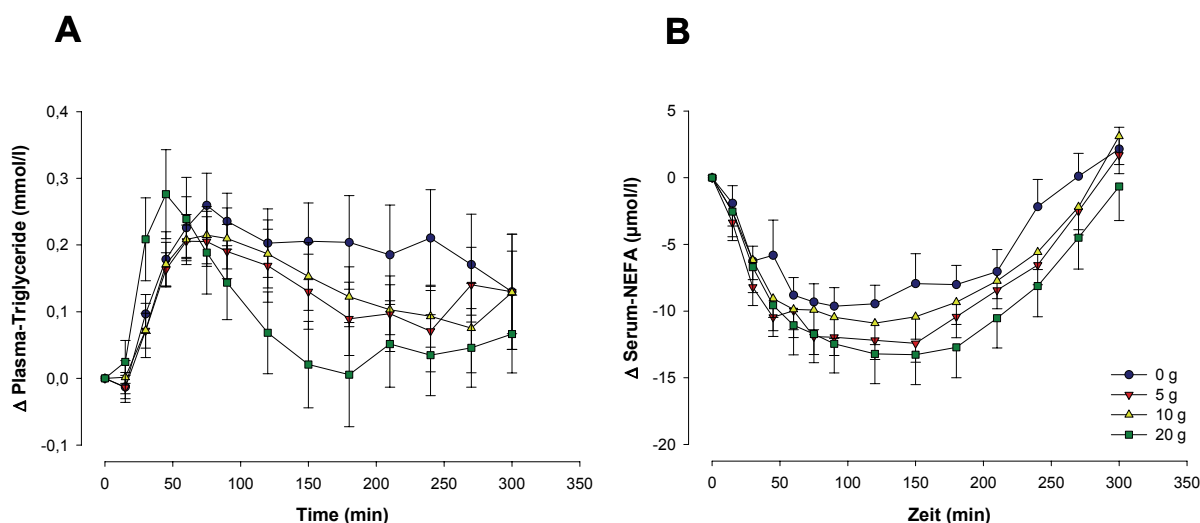 A
B
Δ Plasma-Triglyceride (mmol/l)
0,4
0,3
0,2
0,1
0,0
-0,1
0 50 100 150 200 250 300 350
Time (min)
Δ Serum-NEFA (µmol/l)
5
0
-5
-10
-15
-20
0 50 100 150 200 250 300 350
Zeit (min)
0 g
5 g
10 g
20 g